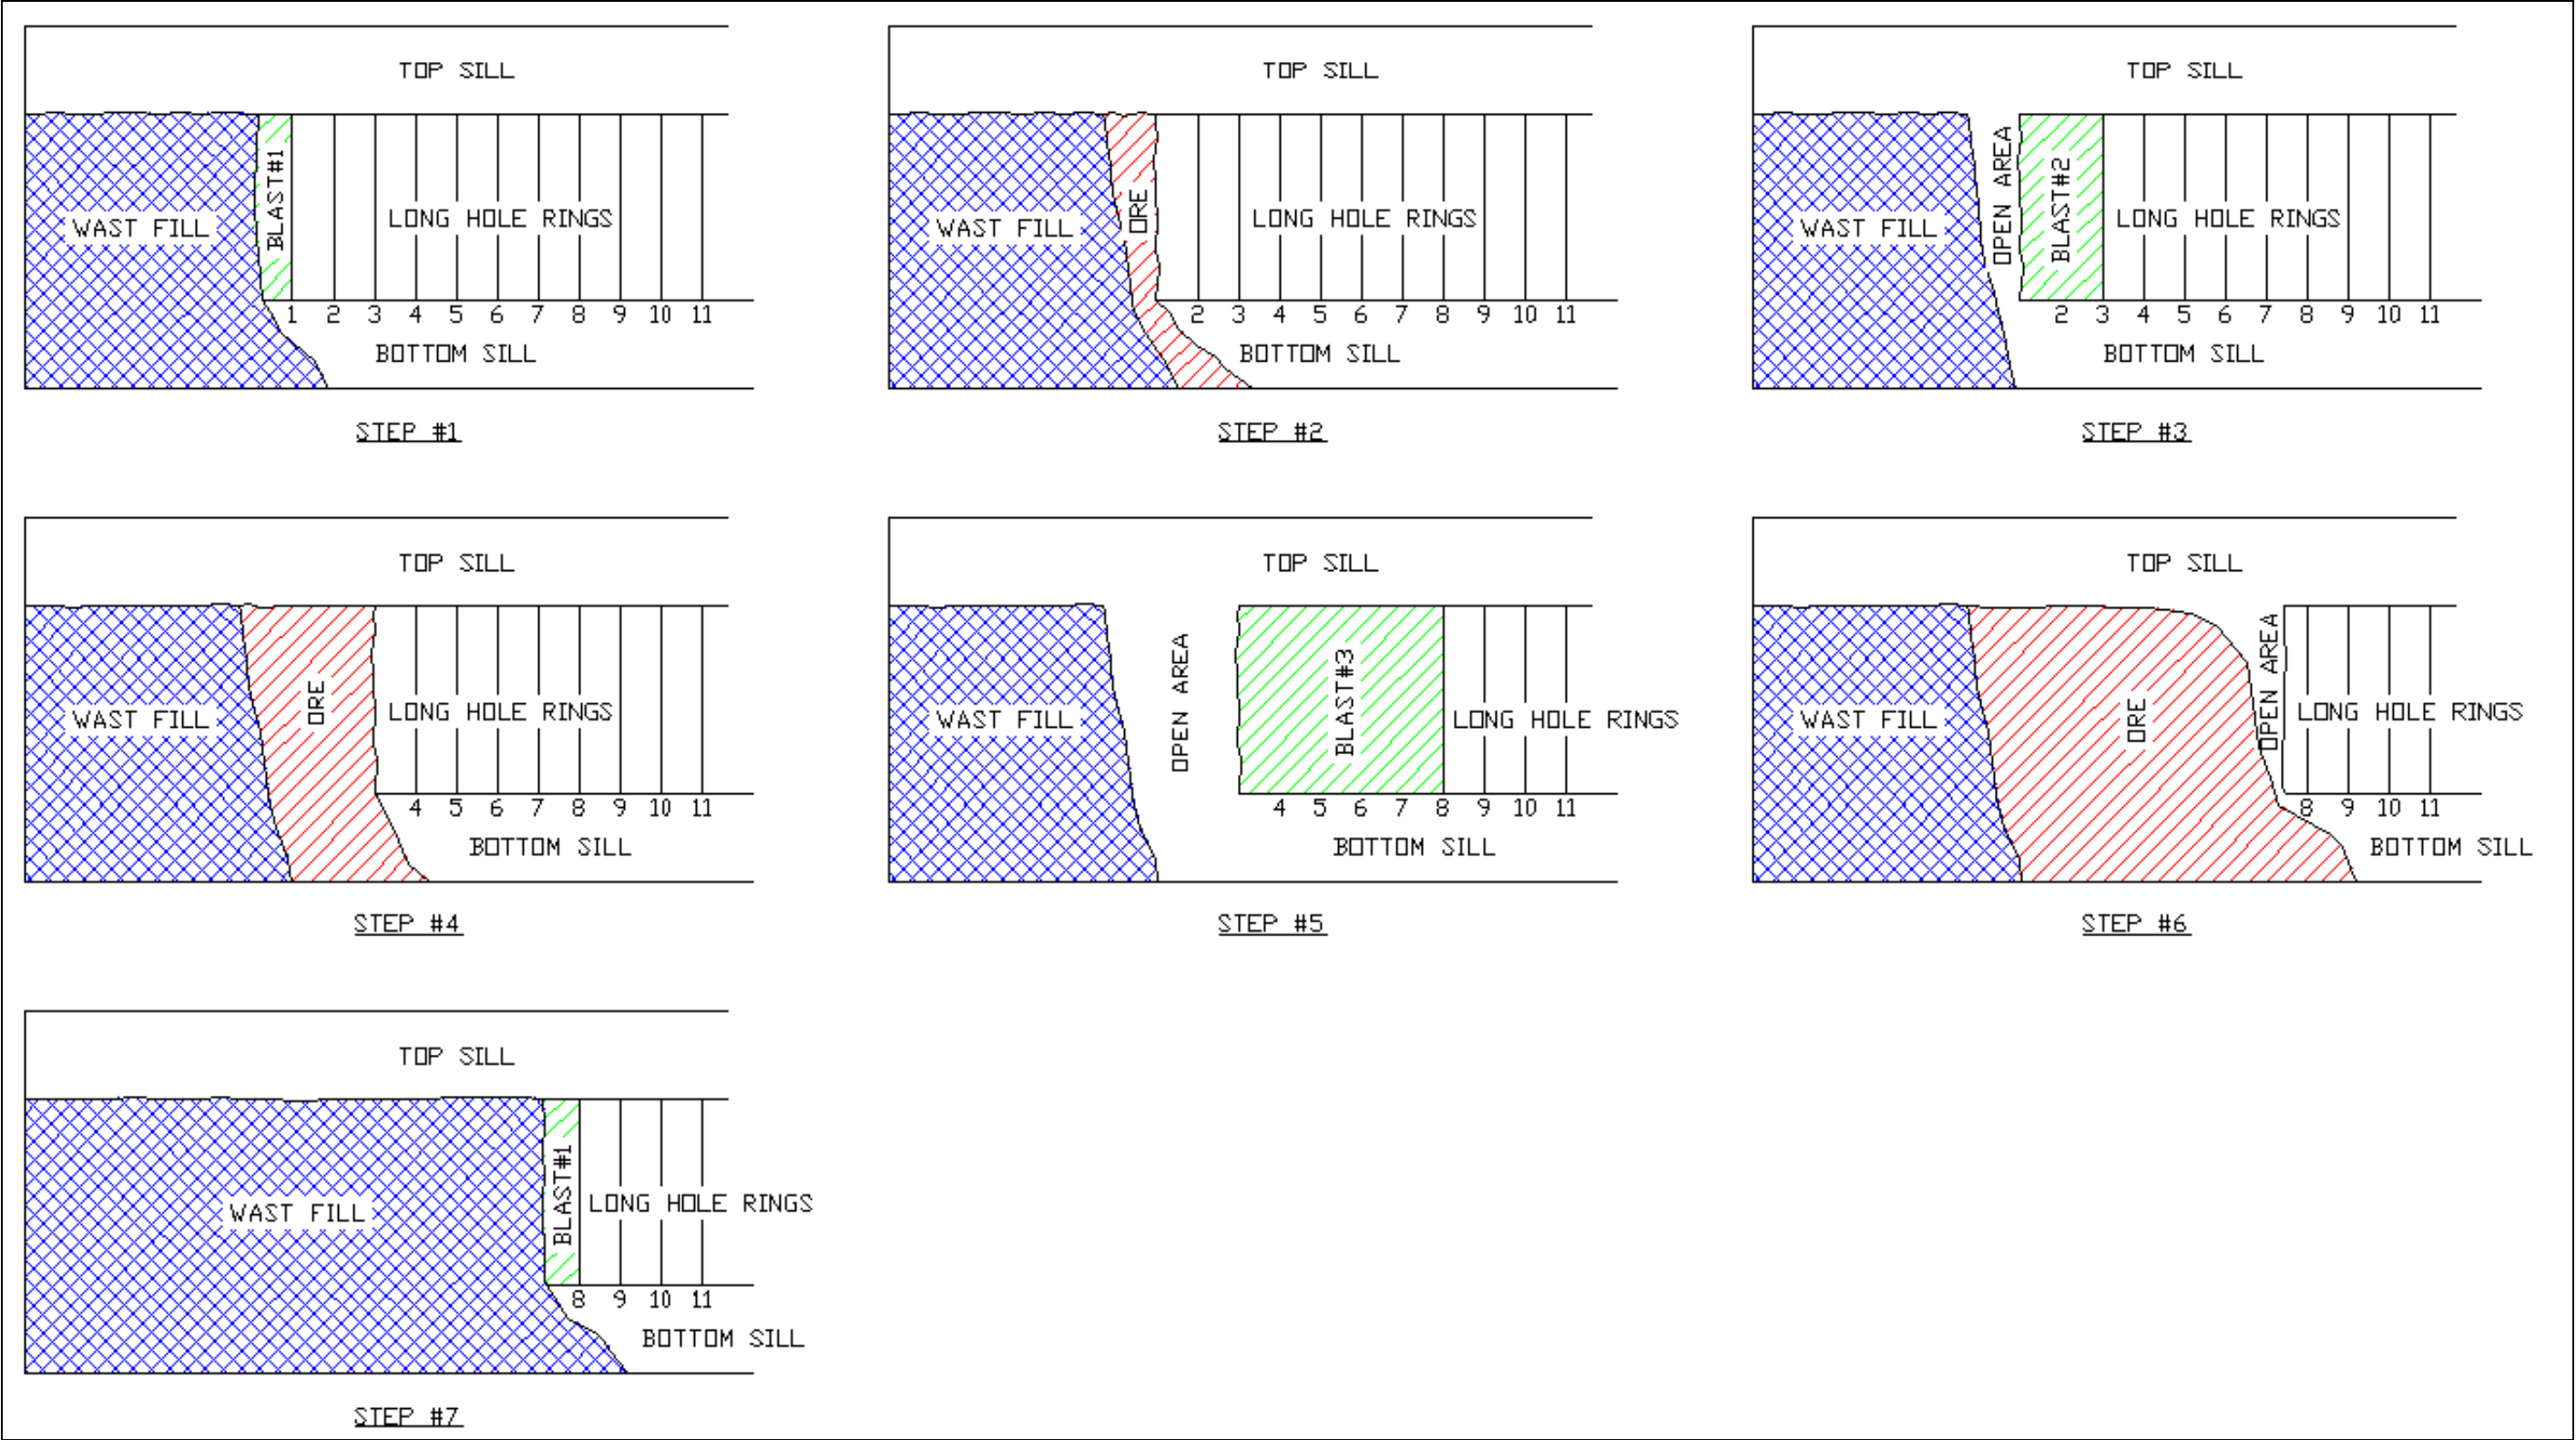 TOP SILL
WAST FILL
BLAST#1
LONG HOLE RINGS
1 2 3 4 5 6 7 8 9 10 11
BOTTOM SILL
STEP #1
TOP SILL
WAST FILL
ORE
LONG HOLE RINGS
2 3 4 5 6 7 8 9 10 11
BOTTOM SILL
STEP #2
TOP SILL
WAST FILL
OPEN AREA
BLAST#2
LONG HOLE RINGS
2 3 4 5 6 7 8 9 10 11
BOTTOM SILL
STEP #3
TOP SILL
WAST FILL
ORE
LONG HOLE RINGS
4 5 6 7 8 9 10 11
BOTTOM SILL
STEP #4
TOP SILL
WAST FILL
OPEN AREA
BLAST#3
LONG HOLE RINGS
4 5 6 7 8 9 10 11
BOTTOM SILL
STEP #5
TOP SILL
WAST FILL
ORE
OPEN AREA
LONG HOLE RINGS
8 9 10 11
BOTTOM SILL
STEP #6
TOP SILL
WAST FILL
BLAST#1
LONG HOLE RINGS
8 9 10 11
BOTTOM SILL
STEP #7